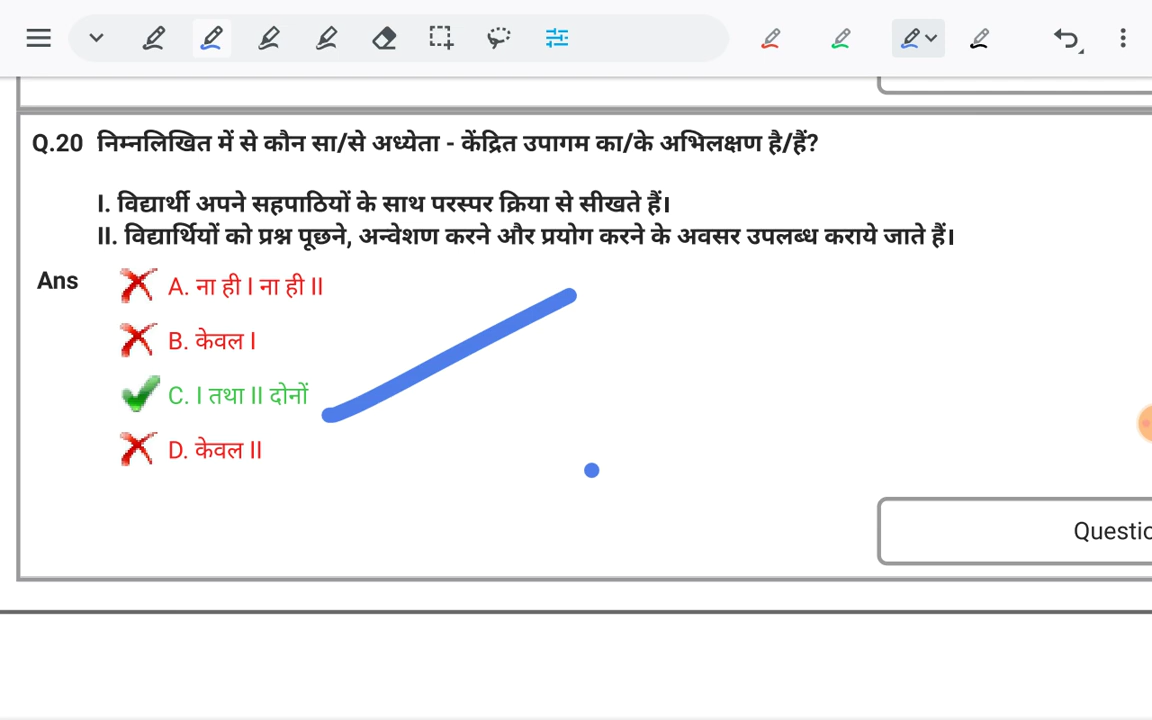 Q.20 निम्नलिखित में से कौन सा/से अध्येता - केंद्रित उपागम का/के अभिलक्षण है/हैं?
I. विद्यार्थी अपने सहपाठियों के साथ परस्पर क्रिया से सीखते हैं।
II. विद्यार्थियों को प्रश्न पूछने, अन्वेशण करने और प्रयोग करने के अवसर उपलब्ध कराये जाते हैं।
Ans A. ना ही I ना ही II
B. केवल I
C. I तथा II दोनों
D. केवल II